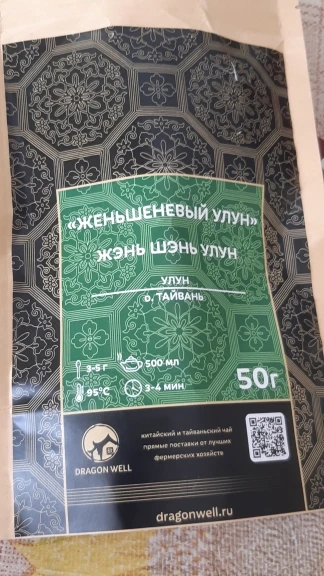 «ЖЕНЬШЕНЕВЫЙ УЛУН»
ЖЭНЬ ШЭНЬ УЛУН
УЛУН
о. ТАЙВАНЬ
3-5 г
500 мл
95°C
3-4 мин
50г
китайский и тайваньский чай
прямые поставки от лучших
фермерских хозяйств
DRAGON WELL
dragonwell.ru